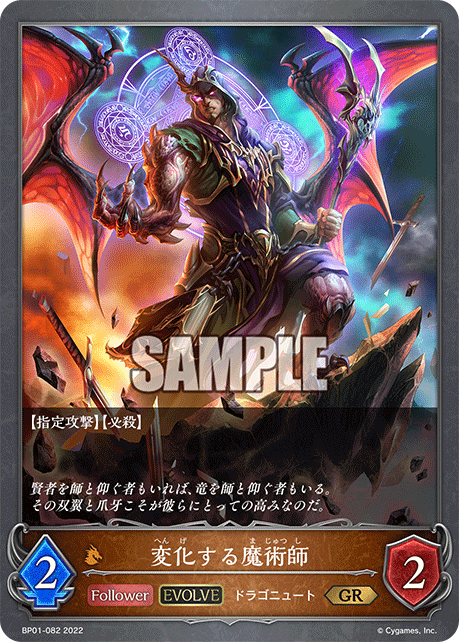 SAMPLE
【指定攻撃】【必殺】
賢者を師と仰ぐ者もいれば、竜を師と仰ぐ者もいる。
その双翼と爪牙こそが彼らにとっての高みなのだ。
へんげ まじゅつし
変化する魔術師
2 2
Follower EVOLVE ドラゴニュート GR
BP01-082 2022 © Cygames, Inc.